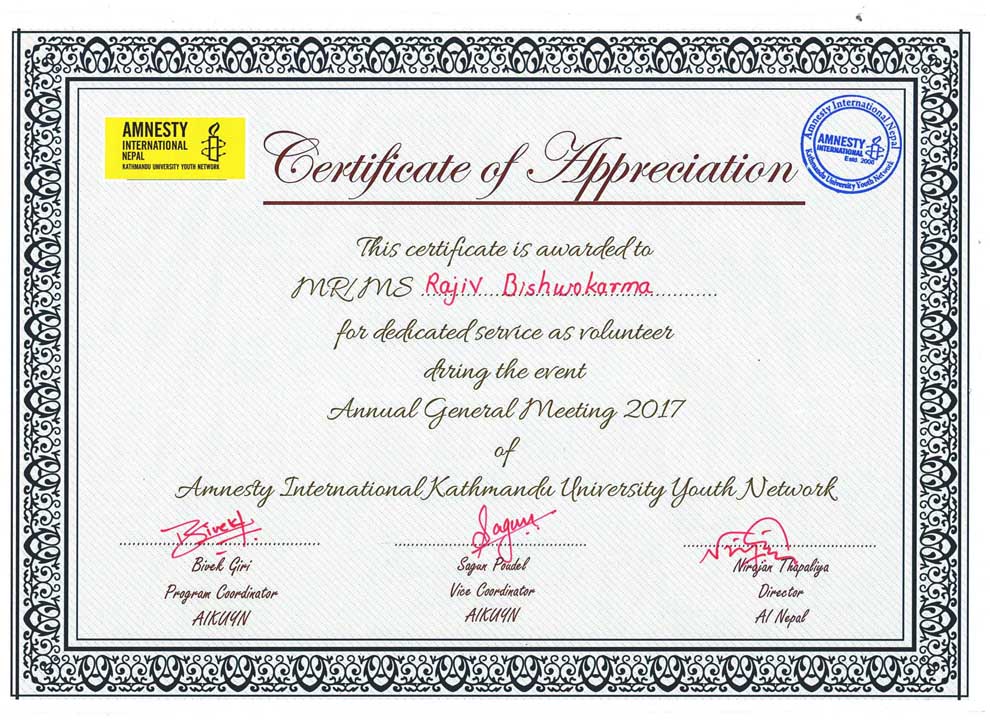 AMNESTY
INTERNATIONAL
NEPAL
KATHMANDU UNIVERSITY YOUTH NETWORK
Amnesty International Nepal
AMNESTY
INTERNATIONAL
Estd. 2006
Kathmandu University Youth Network
Certificate of Appreciation
This certificate is awarded to
MR/MS Rajiv Bishwokarma
for dedicated service as volunteer
drring the event
Annual General Meeting 2017
of
Amnesty International Kathmandu University Youth Network
Bivek Sagun Nirajan
Bivek Giri Sagun Poudel Nirajan Thapaliya
Program Coordinator Vice Coordinator Director
AIKUYN AIKUYN AI Nepal